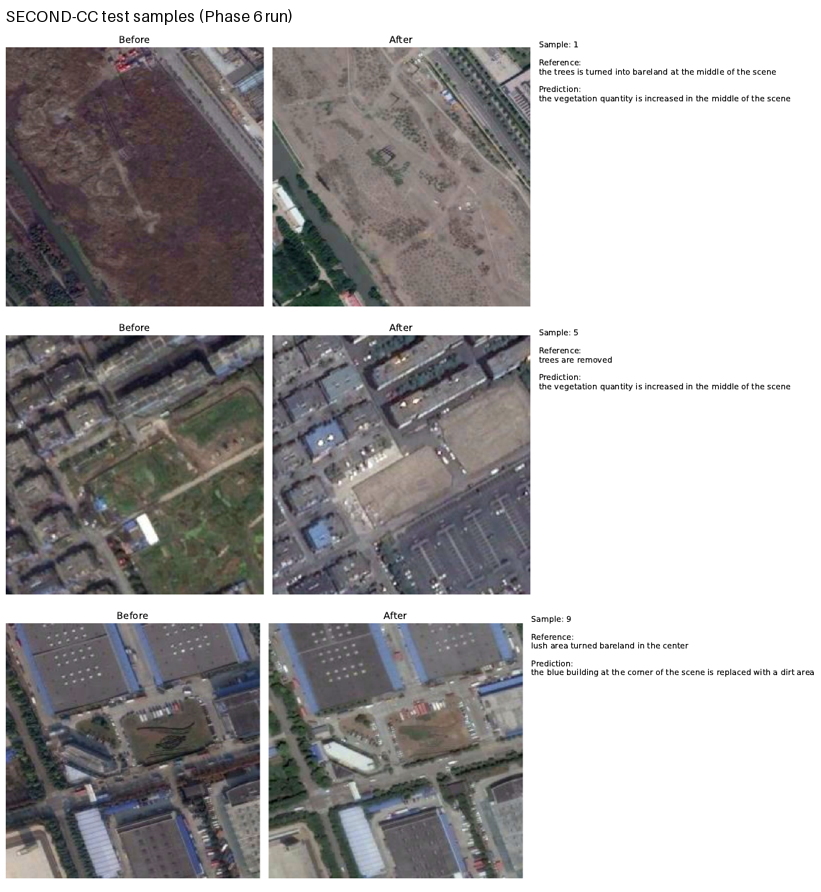 SECOND-CC test samples (Phase 6 run)
Before
After
Sample: 1
Reference:
the trees is turned into bareland at the middle of the scene
Prediction:
the vegetation quantity is increased in the middle of the scene
Before
After
Sample: 5
Reference:
trees are removed
Prediction:
the vegetation quantity is increased in the middle of the scene
Before
After
Sample: 9
Reference:
lush area turned bareland in the center
Prediction:
the blue building at the corner of the scene is replaced with a dirt area